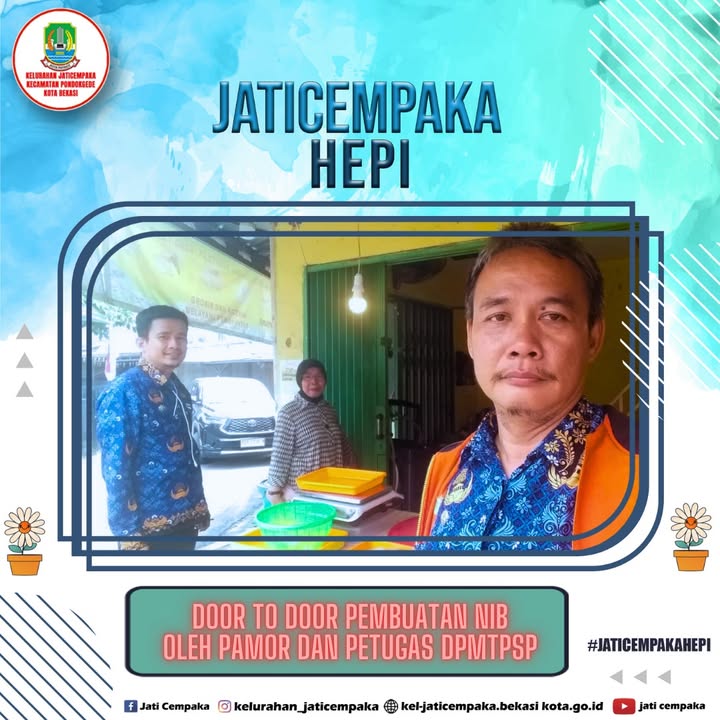 KELURAHAN JATICEMPAKA
KECAMATAN PONDOKGEDE
KOTA BEKASI
JATICEMPAKA
HEPI
DOOR TO DOOR PEMBUATAN NIB
OLEH PAMOR DAN PETUGAS DPMTPSP
#JATICEMPAKAHEPI
Jati Cempaka
kelurahan_jaticempaka
kel-jaticempaka.bekasi kota.go.id
jati cempaka